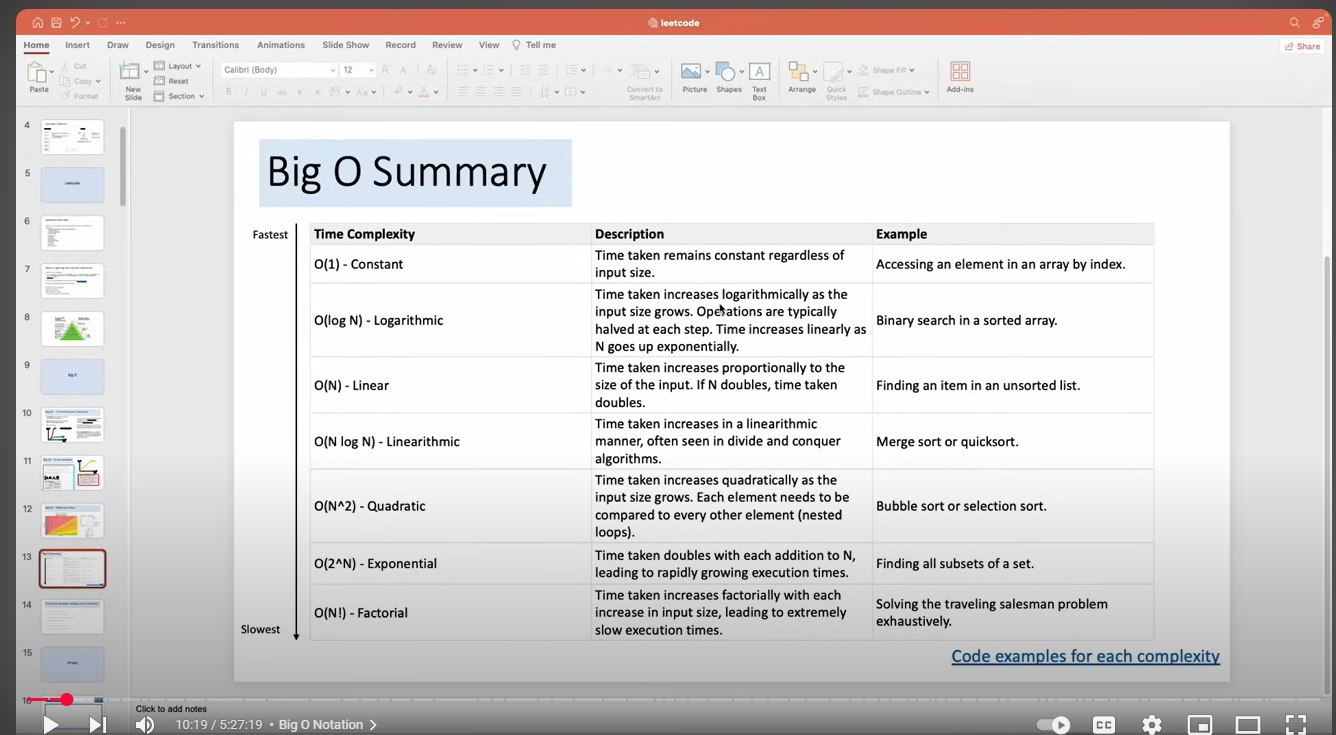 leetcode
Home Insert Draw Design Transitions Animations Slide Show Record Review View Tell me
Share
Paste
Cut
Copy
Format
New
Slide
Layout
Reset
Section
Calibri (Body) 12
Convert to
SmartArt
Picture
Shapes
Text
Box
Arrange
Quick
Styles
Shape Fill
Shape Outline
Add-ins
4
5
6
7
8
9
10
11
12
13
14
15
16
Big O Summary
Fastest
Time Complexity Description Example
O(1) - Constant
Time taken remains constant regardless of
input size.
Accessing an element in an array by index.
O(log N) - Logarithmic
Time taken increases logarithmically as the
input size grows. Operations are typically
halved at each step. Time increases linearly as
N goes up exponentially.
Binary search in a sorted array.
O(N) - Linear
Time taken increases proportionally to the
size of the input. If N doubles, time taken
doubles.
Finding an item in an unsorted list.
O(N log N) - Linearithmic
Time taken increases in a linearithmic
manner, often seen in divide and conquer
algorithms.
Merge sort or quicksort.
O(N^2) - Quadratic
Time taken increases quadratically as the
input size grows. Each element needs to be
compared to every other element (nested
loops).
Bubble sort or selection sort.
O(2^N) - Exponential
Time taken doubles with each addition to N,
leading to rapidly growing execution times.
Finding all subsets of a set.
O(N!) - Factorial
Time taken increases factorially with each
increase in input size, leading to extremely
slow execution times.
Solving the traveling salesman problem
exhaustively.
Slowest
Code examples for each complexity
Click to add notes
10:19 / 5:27:19 • Big O Notation
CC